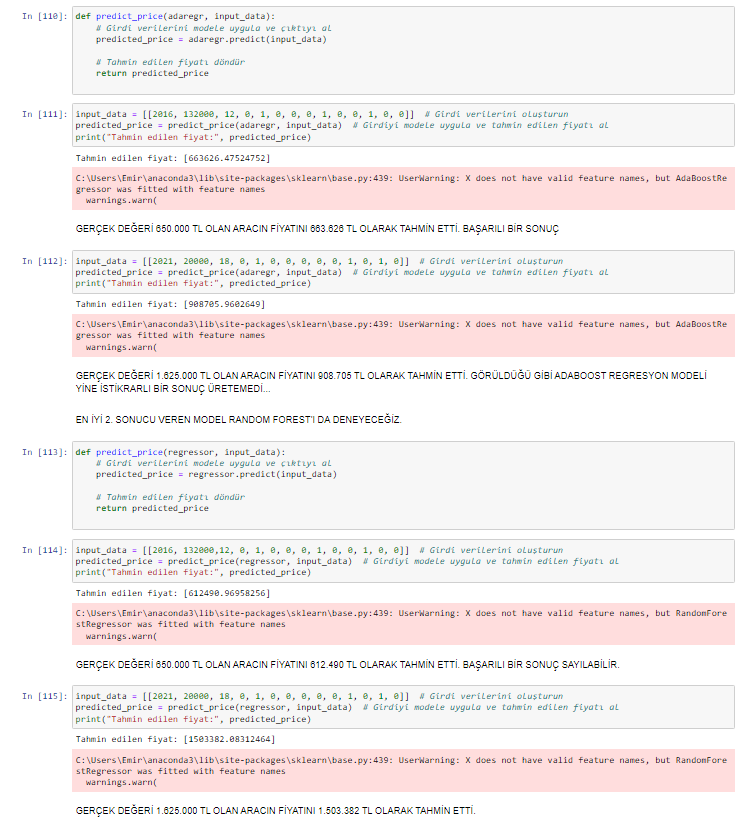 In [110]: def predict_price(adaregr, input_data):
# Girdi verilerini modele uygula ve çıktıyı al
predicted_price = adaregr.predict(input_data)
# Tahmin edilen fiyatı döndür
return predicted_price
In [111]: input_data = [[2016, 132000, 12, 0, 1, 0, 0, 0, 1, 0, 0, 1, 0, 0]]  # Girdi verilerini oluşturun
predicted_price = predict_price(adaregr, input_data)  # Girdiyi modele uygula ve tahmin edilen fiyatı al
print("Tahmin edilen fiyat:", predicted_price)
Tahmin edilen fiyat: [663626.47524752]
C:\Users\Emir\anaconda3\lib\site-packages\sklearn\base.py:439: UserWarning: X does not have valid feature names, but AdaBoostRe
gressor was fitted with feature names
warnings.warn(
GERÇEK DEĞERİ 650.000 TL OLAN ARACIN FİYATINI 663.626 TL OLARAK TAHMİN ETTİ. BAŞARILI BİR SONUÇ
In [112]: input_data = [[2021, 20000, 18, 0, 1, 0, 0, 0, 0, 0, 1, 0, 1, 0]]  # Girdi verilerini oluşturun
predicted_price = predict_price(adaregr, input_data)  # Girdiyi modele uygula ve tahmin edilen fiyatı al
print("Tahmin edilen fiyat:", predicted_price)
Tahmin edilen fiyat: [908705.9602649]
C:\Users\Emir\anaconda3\lib\site-packages\sklearn\base.py:439: UserWarning: X does not have valid feature names, but AdaBoostRe
gressor was fitted with feature names
warnings.warn(
GERÇEK DEĞERİ 1.625.000 TL OLAN ARACIN FİYATINI 908.705 TL OLARAK TAHMİN ETTİ. GÖRÜLDÜĞÜ GİBİ ADABOOST REGRESYON MODELİ
YİNE İSTİKRARLI BİR SONUÇ ÜRETEMEDİ...
EN İYİ 2. SONUCU VEREN MODEL RANDOM FOREST'I DA DENEYECEĞİZ.
In [113]: def predict_price(regressor, input_data):
# Girdi verilerini modele uygula ve çıktıyı al
predicted_price = regressor.predict(input_data)
# Tahmin edilen fiyatı döndür
return predicted_price
In [114]: input_data = [[2016, 132000,12, 0, 1, 0, 0, 0, 1, 0, 0, 1, 0, 0]]  # Girdi verilerini oluşturun
predicted_price = predict_price(regressor, input_data)  # Girdiyi modele uygula ve tahmin edilen fiyatı al
print("Tahmin edilen fiyat:", predicted_price)
Tahmin edilen fiyat: [612490.96958256]
C:\Users\Emir\anaconda3\lib\site-packages\sklearn\base.py:439: UserWarning: X does not have valid feature names, but RandomFore
stRegressor was fitted with feature names
warnings.warn(
GERÇEK DEĞERİ 650.000 TL OLAN ARACIN FİYATINI 612.490 TL OLARAK TAHMİN ETTİ. BAŞARILI BİR SONUÇ SAYILABİLİR.
In [115]: input_data = [[2021, 20000, 18, 0, 1, 0, 0, 0, 0, 0, 1, 0, 1, 0]]  # Girdi verilerini oluşturun
predicted_price = predict_price(regressor, input_data)  # Girdiyi modele uygula ve tahmin edilen fiyatı al
print("Tahmin edilen fiyat:", predicted_price)
Tahmin edilen fiyat: [1503382.08312464]
C:\Users\Emir\anaconda3\lib\site-packages\sklearn\base.py:439: UserWarning: X does not have valid feature names, but RandomFore
stRegressor was fitted with feature names
warnings.warn(
GERÇEK DEĞERİ 1.625.000 TL OLAN ARACIN FİYATINI 1.503.382 TL OLARAK TAHMİN ETTİ.